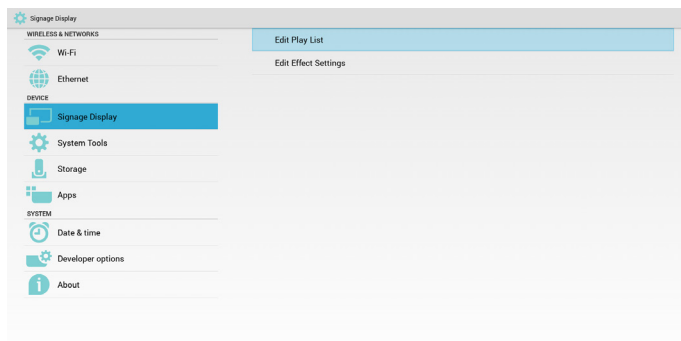 Signage Display
WIRELESS & NETWORKS
Wi-Fi
Ethernet
DEVICE
Signage Display
System Tools
Storage
Apps
SYSTEM
Date & time
Developer options
About
Edit Play List
Edit Effect Settings